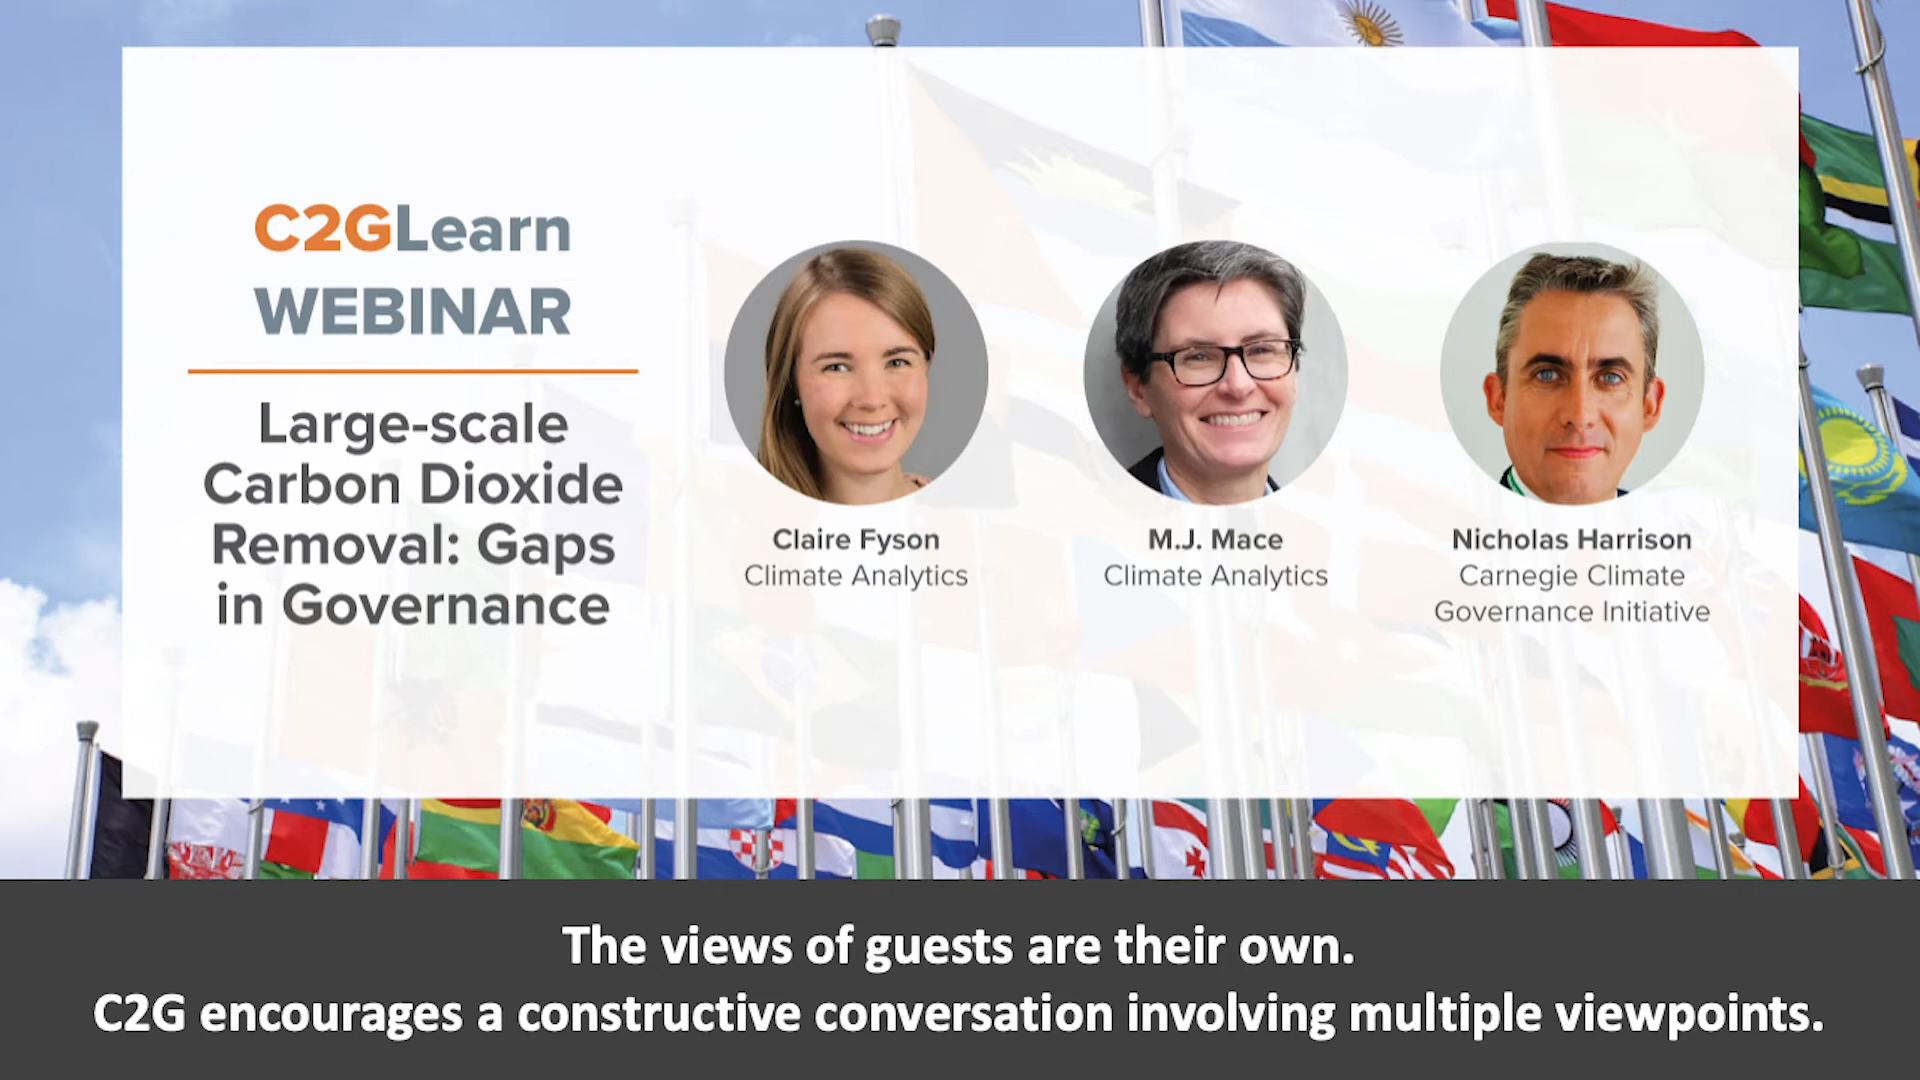 C2GLearn
WEBINAR
Large-scale
Carbon Dioxide
Removal: Gaps
in Governance
Claire Fyson
Climate Analytics
M.J. Mace
Climate Analytics
Nicholas Harrison
Carnegie Climate
Governance Initiative
The views of guests are their own.
C2G encourages a constructive conversation involving multiple viewpoints.